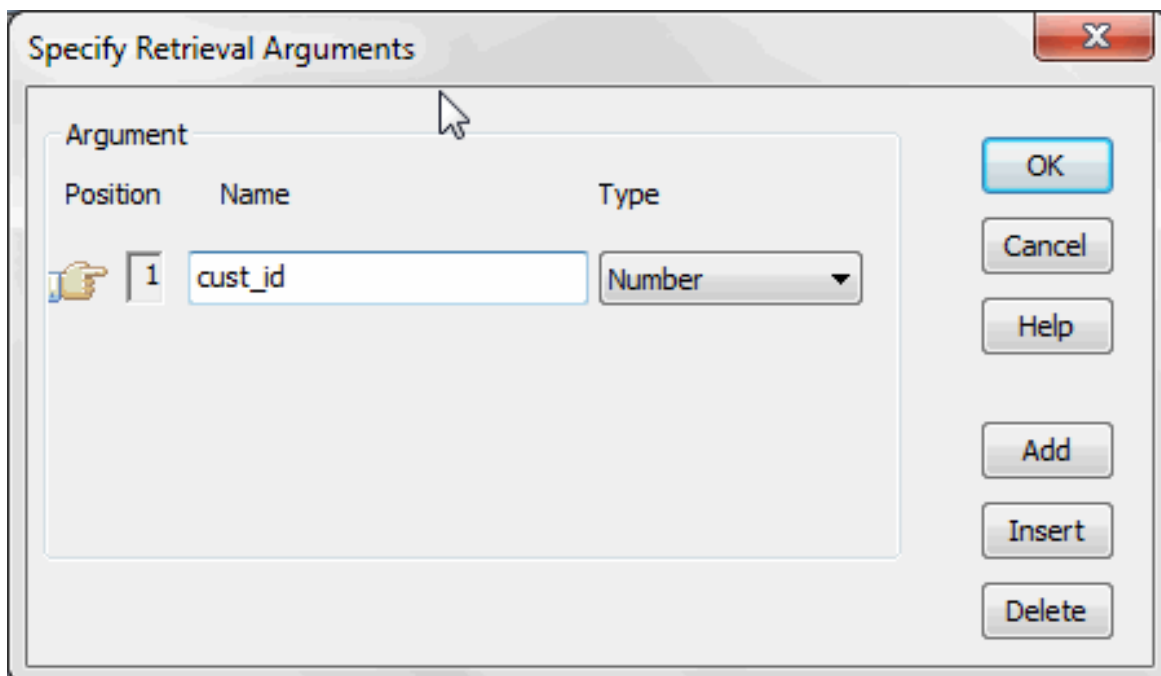 Specify Retrieval Arguments
Argument
Position Name Type
1 cust_id Number
OK
Cancel
Help
Add
Insert
Delete